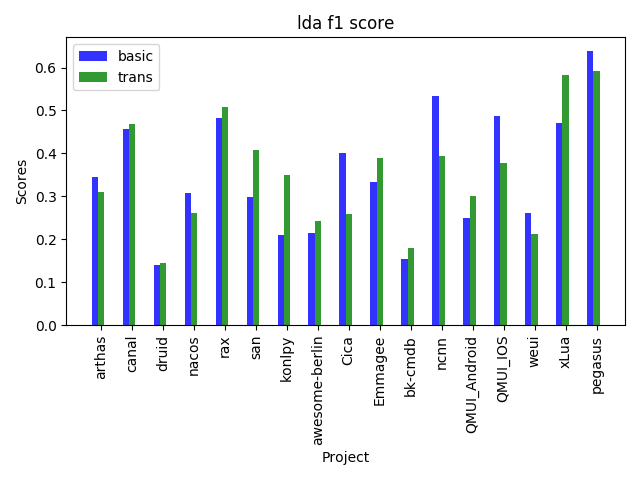 lda f1 score
basic
trans
Scores
0.6
0.5
0.4
0.3
0.2
0.1
0.0
arthas
canal
druid
nacos
rax
san
konlpy
awesome-berlin
Cica
Emmagee
bk-cmdb
ncnn
QMUI_Android
QMUI_IOS
weui
xLua
pegasus
Project